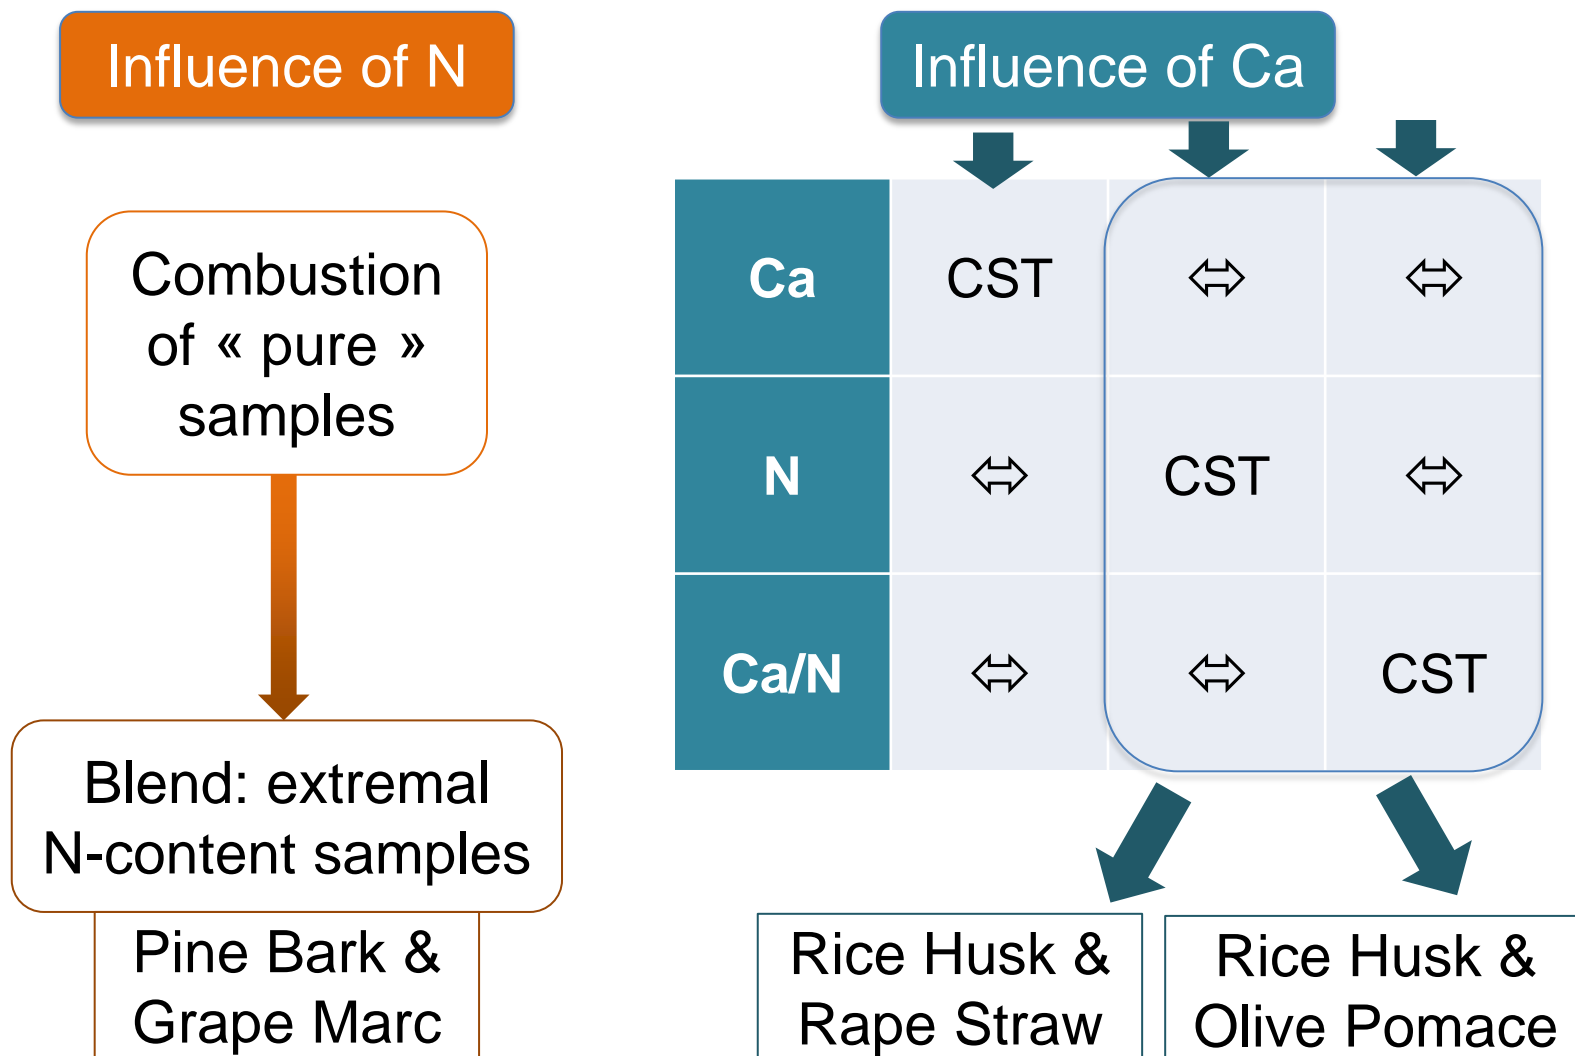 Influence of N
Combustion
of « pure »
samples
Blend: extremal
N-content samples
Pine Bark &
Grape Marc
Influence of Ca
Ca CST ⇔ ⇔
N ⇔ CST ⇔
Ca/N ⇔ ⇔ CST
Rice Husk &
Rape Straw
Rice Husk &
Olive Pomace